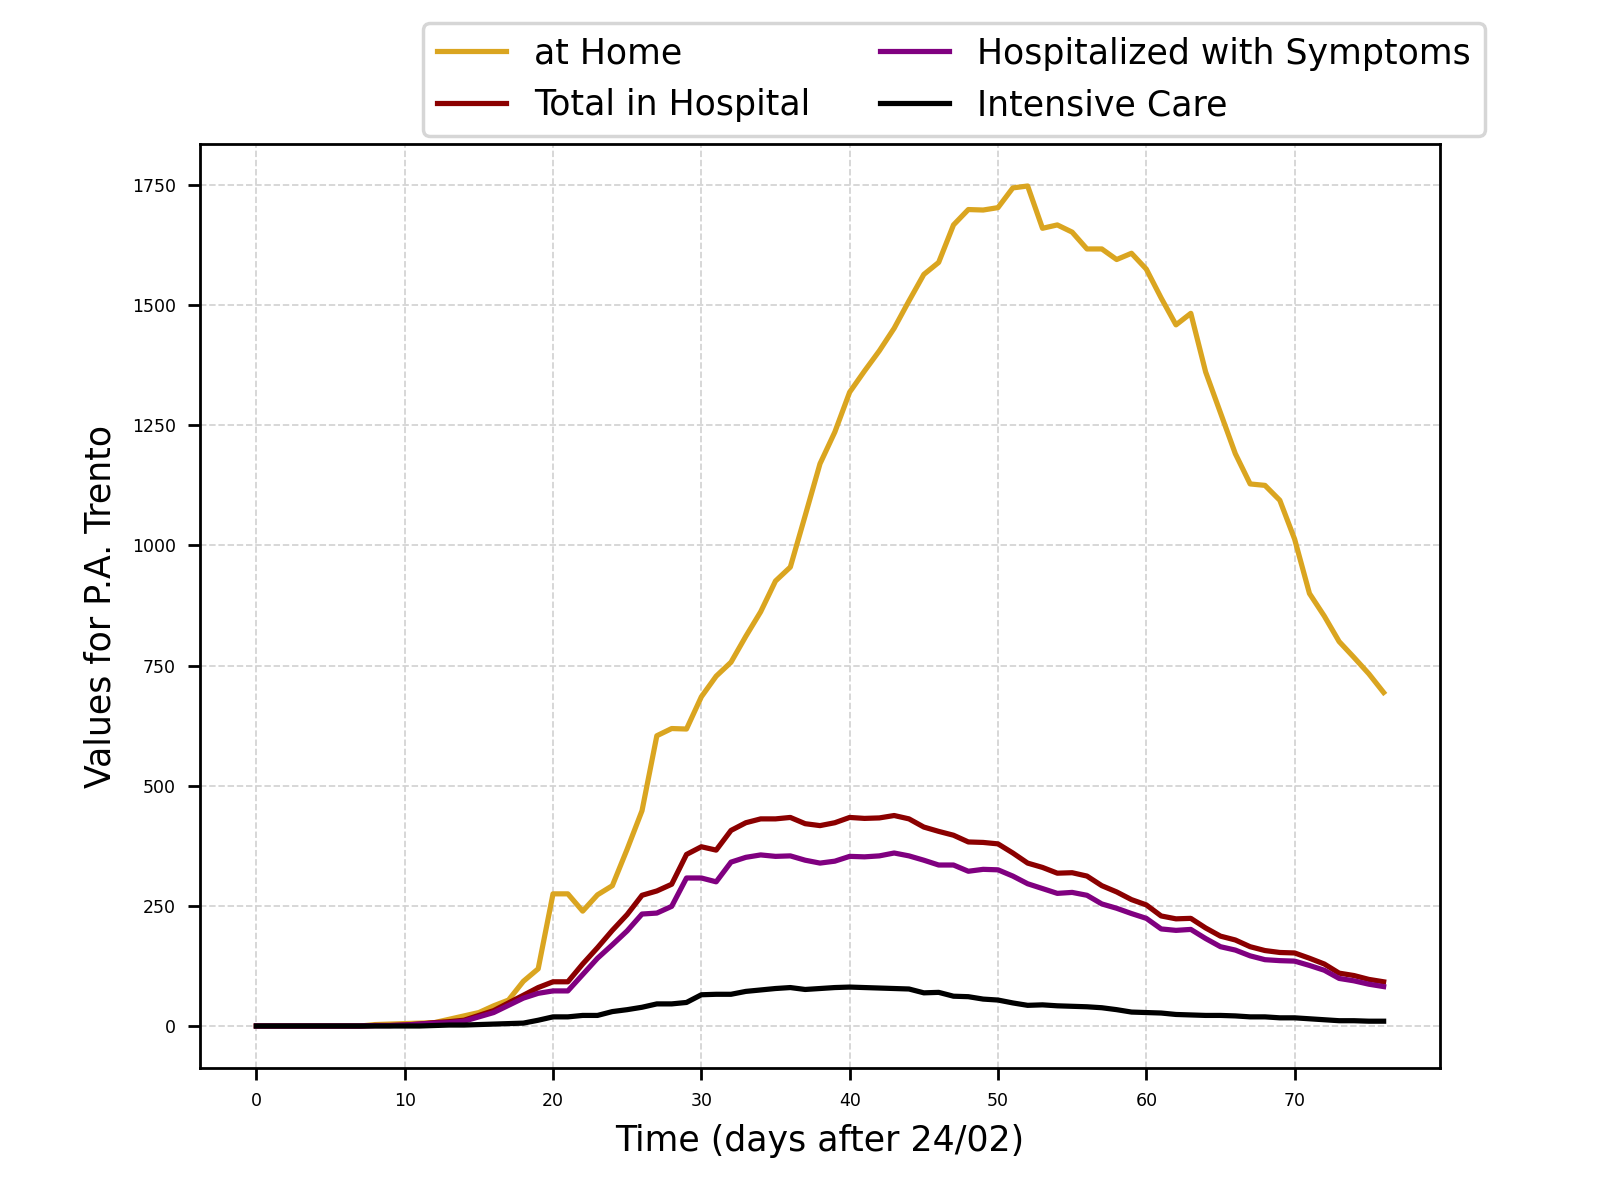 at Home
Total in Hospital
Hospitalized with Symptoms
Intensive Care
Values for P.A. Trento
1750
1500
1250
1000
750
500
250
0
0 10 20 30 40 50 60 70
Time (days after 24/02)